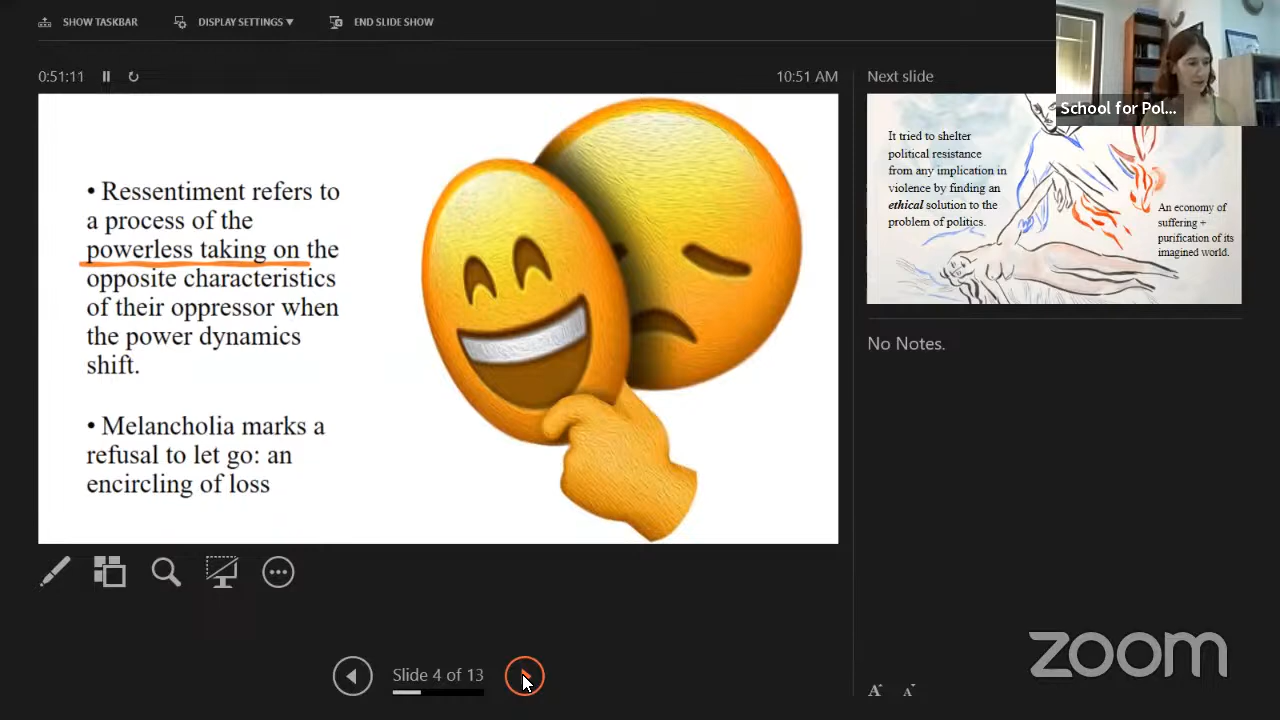 SHOW TASKBAR
DISPLAY SETTINGS ▼
END SLIDE SHOW
0:51:11
10:51 AM
Next slide
School for Pol...
• Ressentiment refers to
a process of the
powerless taking on the
opposite characteristics
of their oppressor when
the power dynamics
shift.
• Melancholia marks a
refusal to let go: an
encircling of loss
It tried to shelter
political resistance
from any implication in
violence by finding an
ethical solution to the
problem of politics.
An economy of
suffering +
purification of its
imagined world.
No Notes.
Slide 4 of 13
A A
zoom